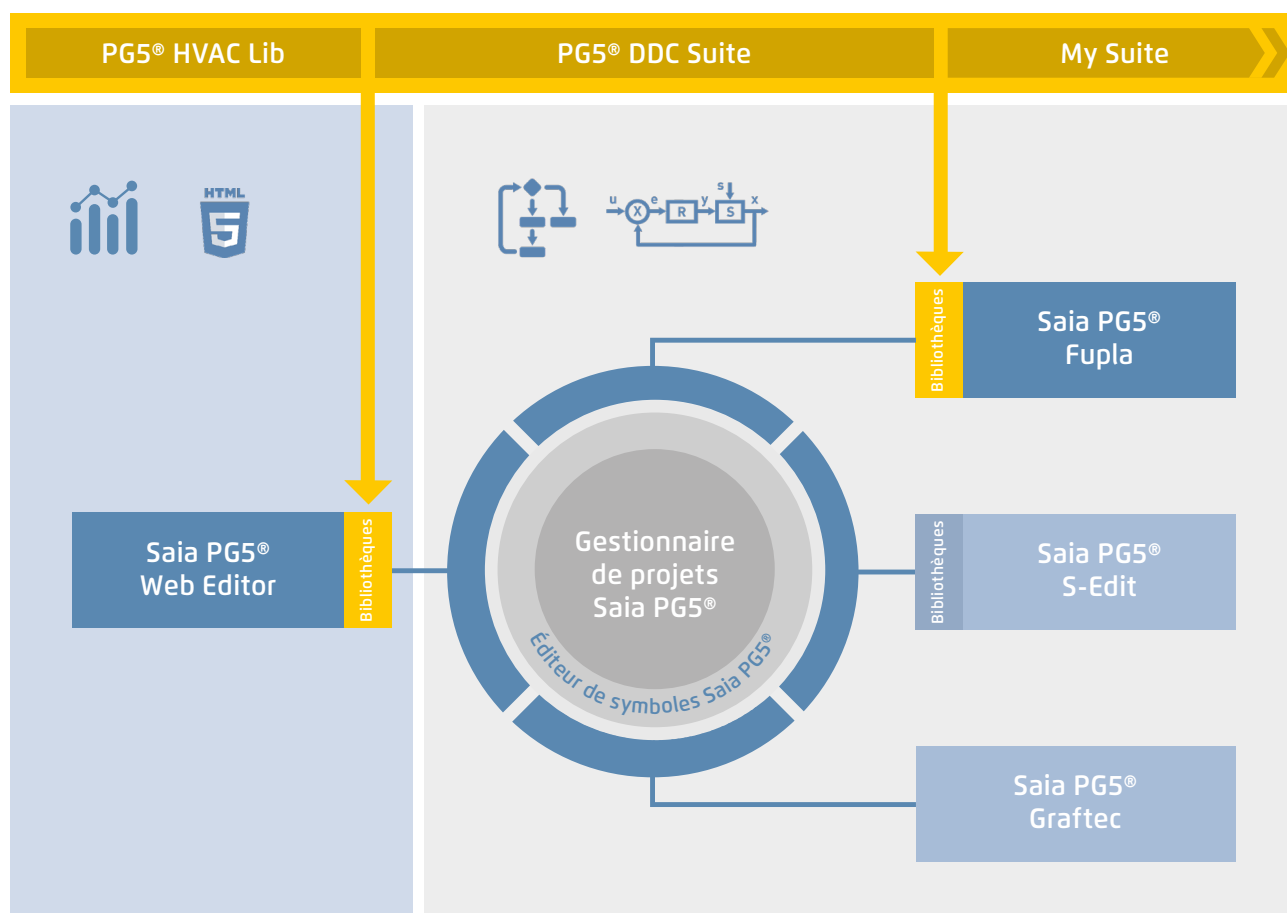 PG5® HVAC Lib
PG5® DDC Suite
My Suite
HTML
5
u
e
y
s
x
X
R
S
Bibliothèques
Saia PG5®
Fupla
Saia PG5®
Web Editor
Bibliothèques
Gestionnaire
de projets
Saia PG5®
Éditeur de symboles Saia PG5®
Bibliothèques
Saia PG5®
S-Edit
Saia PG5®
Graftec